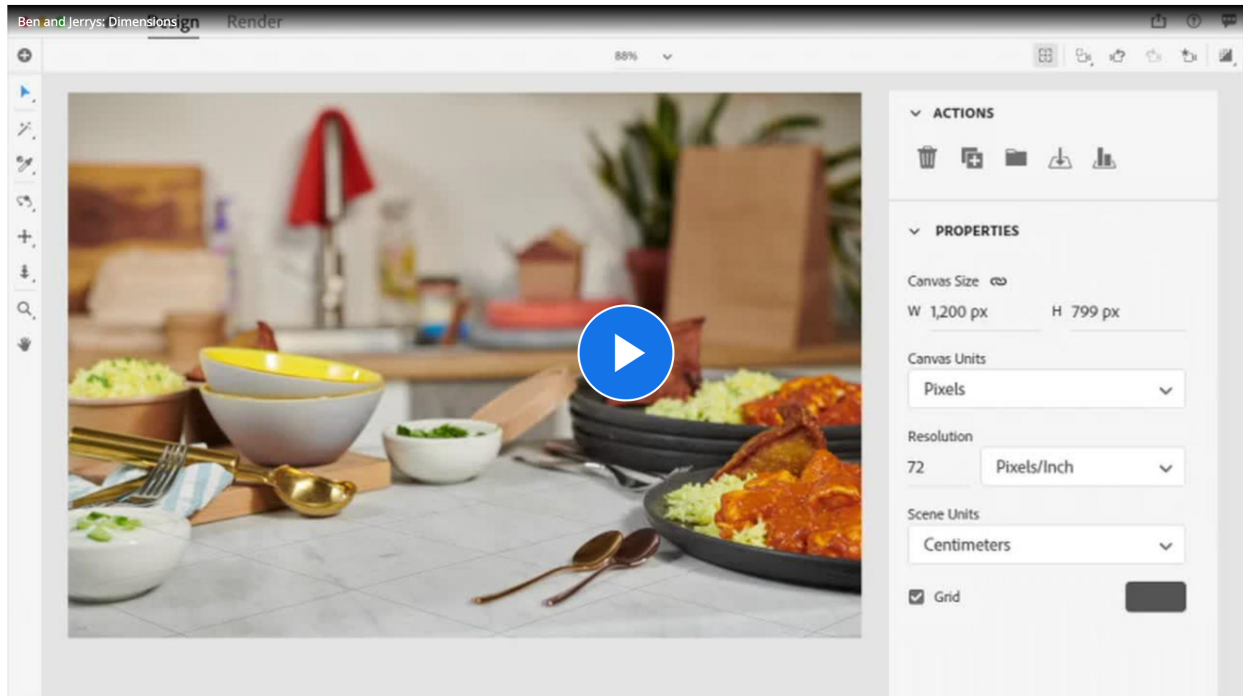 Ben and Jerrys: Dimensions
Design Render
88%
ACTIONS
PROPERTIES
Canvas Size
W 1,200 px H 799 px
Canvas Units
Pixels
Resolution
72 Pixels/Inch
Scene Units
Centimeters
Grid